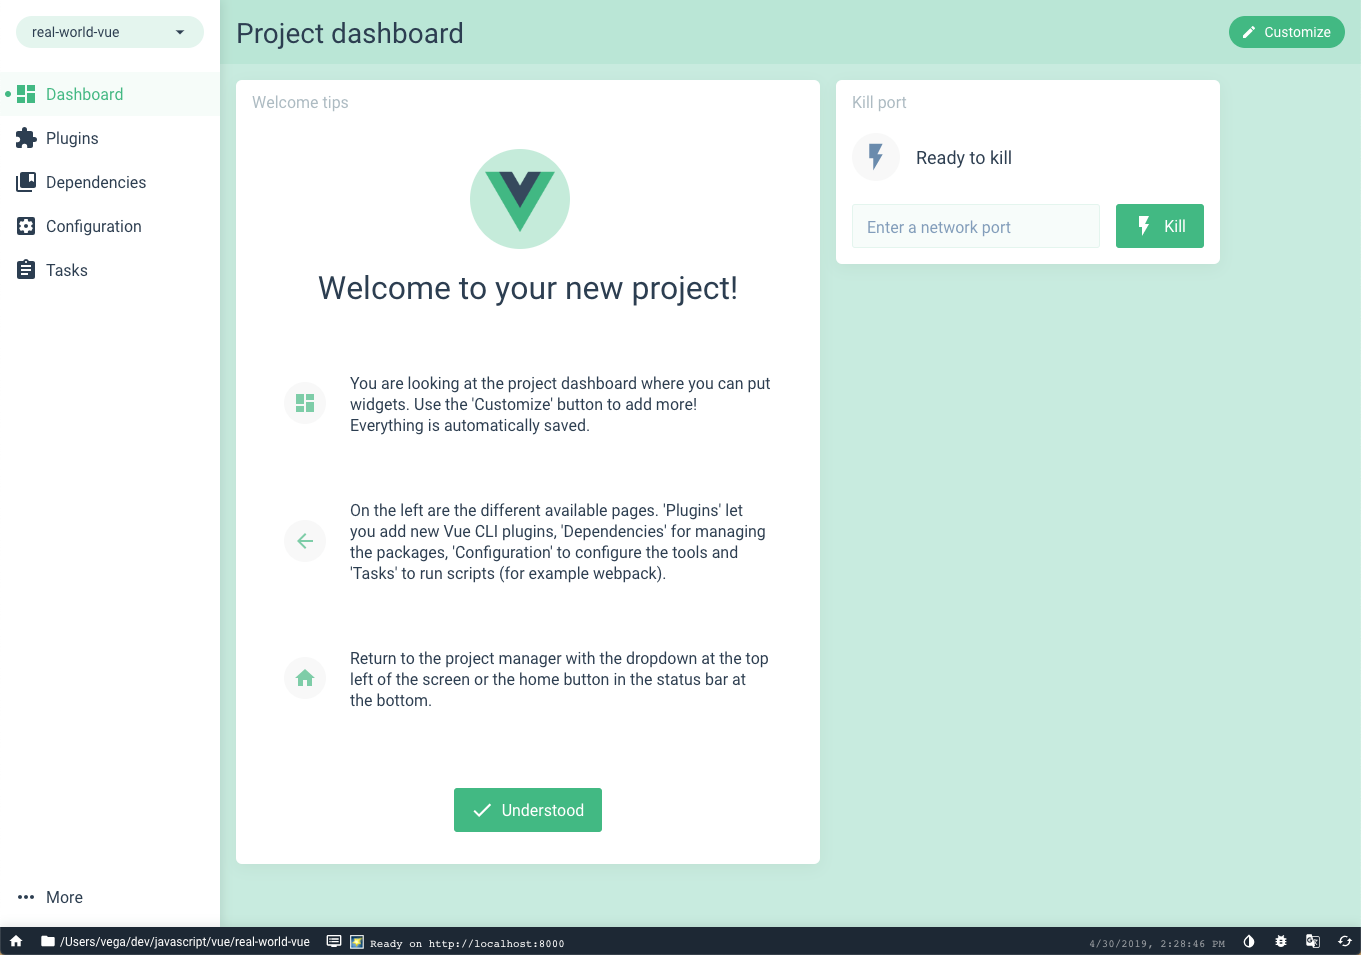 real-world-vue
Project dashboard
Customize
Dashboard
Plugins
Dependencies
Configuration
Tasks
More
Welcome tips
Welcome to your new project!
You are looking at the project dashboard where you can put
widgets. Use the 'Customize' button to add more!
Everything is automatically saved.
On the left are the different available pages. 'Plugins' let
you add new Vue CLI plugins, 'Dependencies' for managing
the packages, 'Configuration' to configure the tools and
'Tasks' to run scripts (for example webpack).
Return to the project manager with the dropdown at the top
left of the screen or the home button in the status bar at
the bottom.
Understood
Kill port
Ready to kill
Enter a network port
Kill
/Users/vega/dev/javascript/vue/real-world-vue
Ready on http://localhost:8000
4/30/2019, 2:28:46 PM